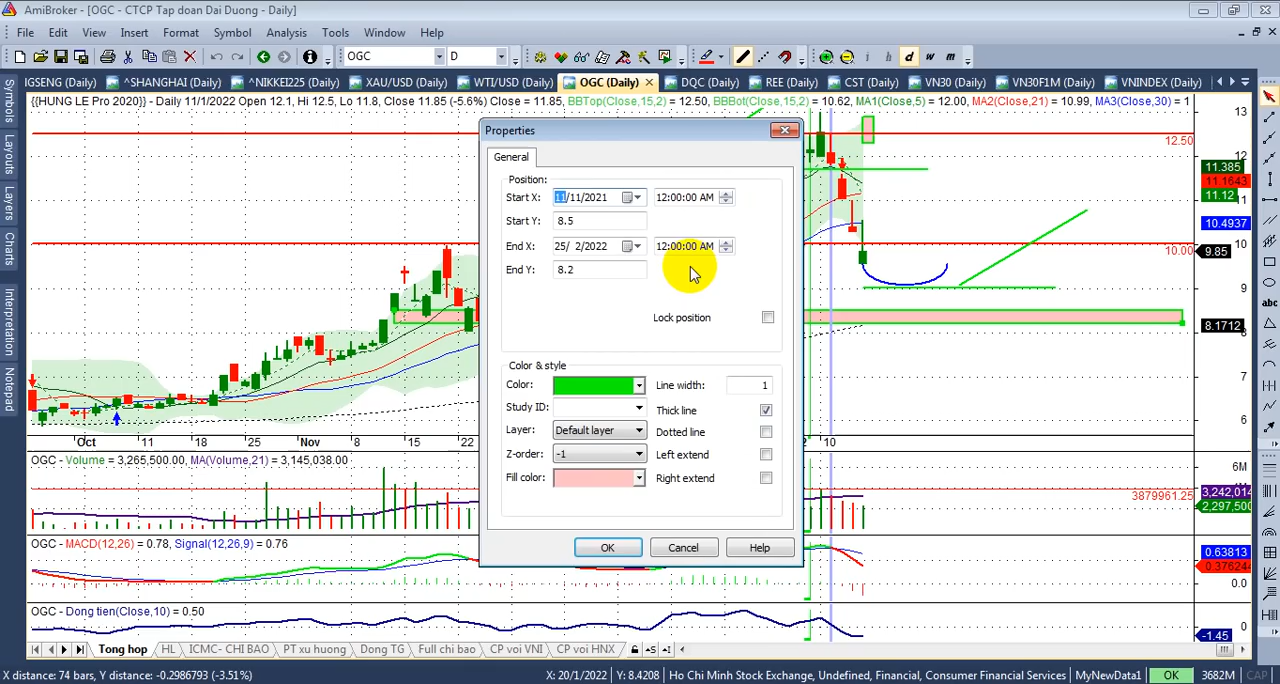 AmiBroker - [OGC - CTCP Tap doan Dai Duong - Daily]
File Edit View Insert Format Symbol Analysis Tools Window Help
OGC D i h d w m
IGSENG (Daily) ^SHANGHAI (Daily) ^NIKKEI225 (Daily) XAU/USD (Daily) WTI/USD (Daily) OGC (Daily) DQC (Daily) REE (Daily) CST (Daily) VN30 (Daily) VN30F1M (Daily) VNINDEX (Daily)
{{HUNG LE Pro 2020}} - Daily 11/1/2022 Open 12.1, Hi 12.5, Lo 11.8, Close 11.85 (-5.6%) Close = 11.85, BBTop(Close,15,2) = 12.50, BBBot(Close,15,2) = 10.62, MA1(Close,5) = 12.00, MA2(Close,21) = 10.99, MA3(Close,30) = 1
Symbols
Layouts
Layers
Charts
Interpretation
Notepad
Properties
General
Position:
Start X: 11/11/2021 12:00:00 AM
Start Y: 8.5
End X: 25/ 2/2022 12:00:00 AM
End Y: 8.2
Lock position
Color & style
Color: Line width: 1
Study ID: Thick line
Layer: Default layer Dotted line
Z-order: -1 Left extend
Fill color: Right extend
OK Cancel Help
13
12.50
12
11.385
11.1643
11.12
10.4937
10
10.00
9.85
9
8.1712
7
6
Oct 11 18 25 Nov 8 15 22 10
OGC - Volume = 3,265,500.00, MA(Volume,21) = 3,145,038.00
6M
3,242,014
3879961.25
2,297,500
OGC - MACD(12,26) = 0.78, Signal(12,26,9) = 0.76
0.63813
0.376244
0.0
OGC - Dong tien(Close,10) = 0.50
0
-1.45
Tong hop HL ICMC- CHI BAO PT xu huong Dong TG Full chi bao CP voi VNI CP voi HNX
X distance: 74 bars, Y distance: -0.2986793 (-3.51%) X: 20/1/2022 Y: 8.4208 Ho Chi Minh Stock Exchange, Undefined, Financial, Consumer Financial Services MyNewData1 OK 3682M CAP